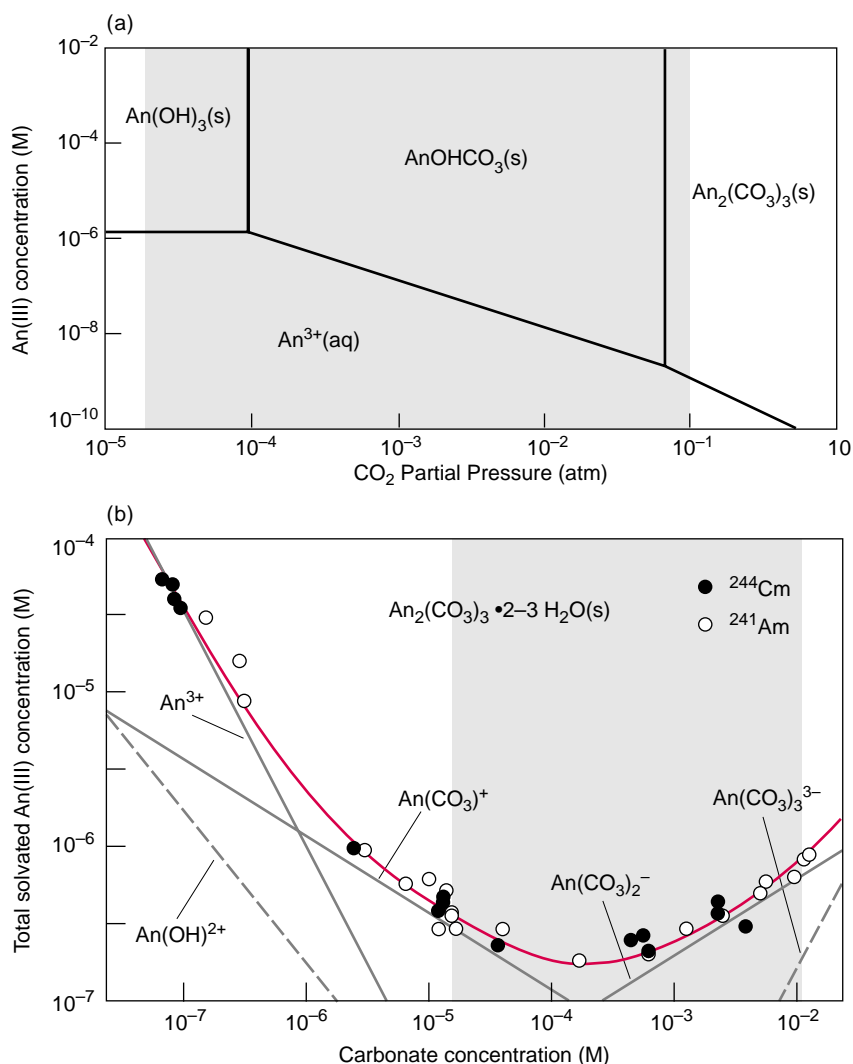 (a)
An(III) concentration (M)
10⁻²
10⁻⁴
10⁻⁶
10⁻⁸
10⁻¹⁰
An(OH)₃(s)
AnOHCO₃(s)
An₂(CO₃)₃(s)
An³⁺(aq)
10⁻⁵ 10⁻⁴ 10⁻³ 10⁻² 10⁻¹ 10
CO₂ Partial Pressure (atm)
(b)
Total solvated An(III) concentration (M)
10⁻⁴
10⁻⁵
10⁻⁶
10⁻⁷
An₂(CO₃)₃ •2–3 H₂O(s)
²⁴⁴Cm
²⁴¹Am
An³⁺
An(CO₃)⁺
An(CO₃)₃³⁻
An(CO₃)₂⁻
An(OH)²⁺
10⁻⁷ 10⁻⁶ 10⁻⁵ 10⁻⁴ 10⁻³ 10⁻²
Carbonate concentration (M)